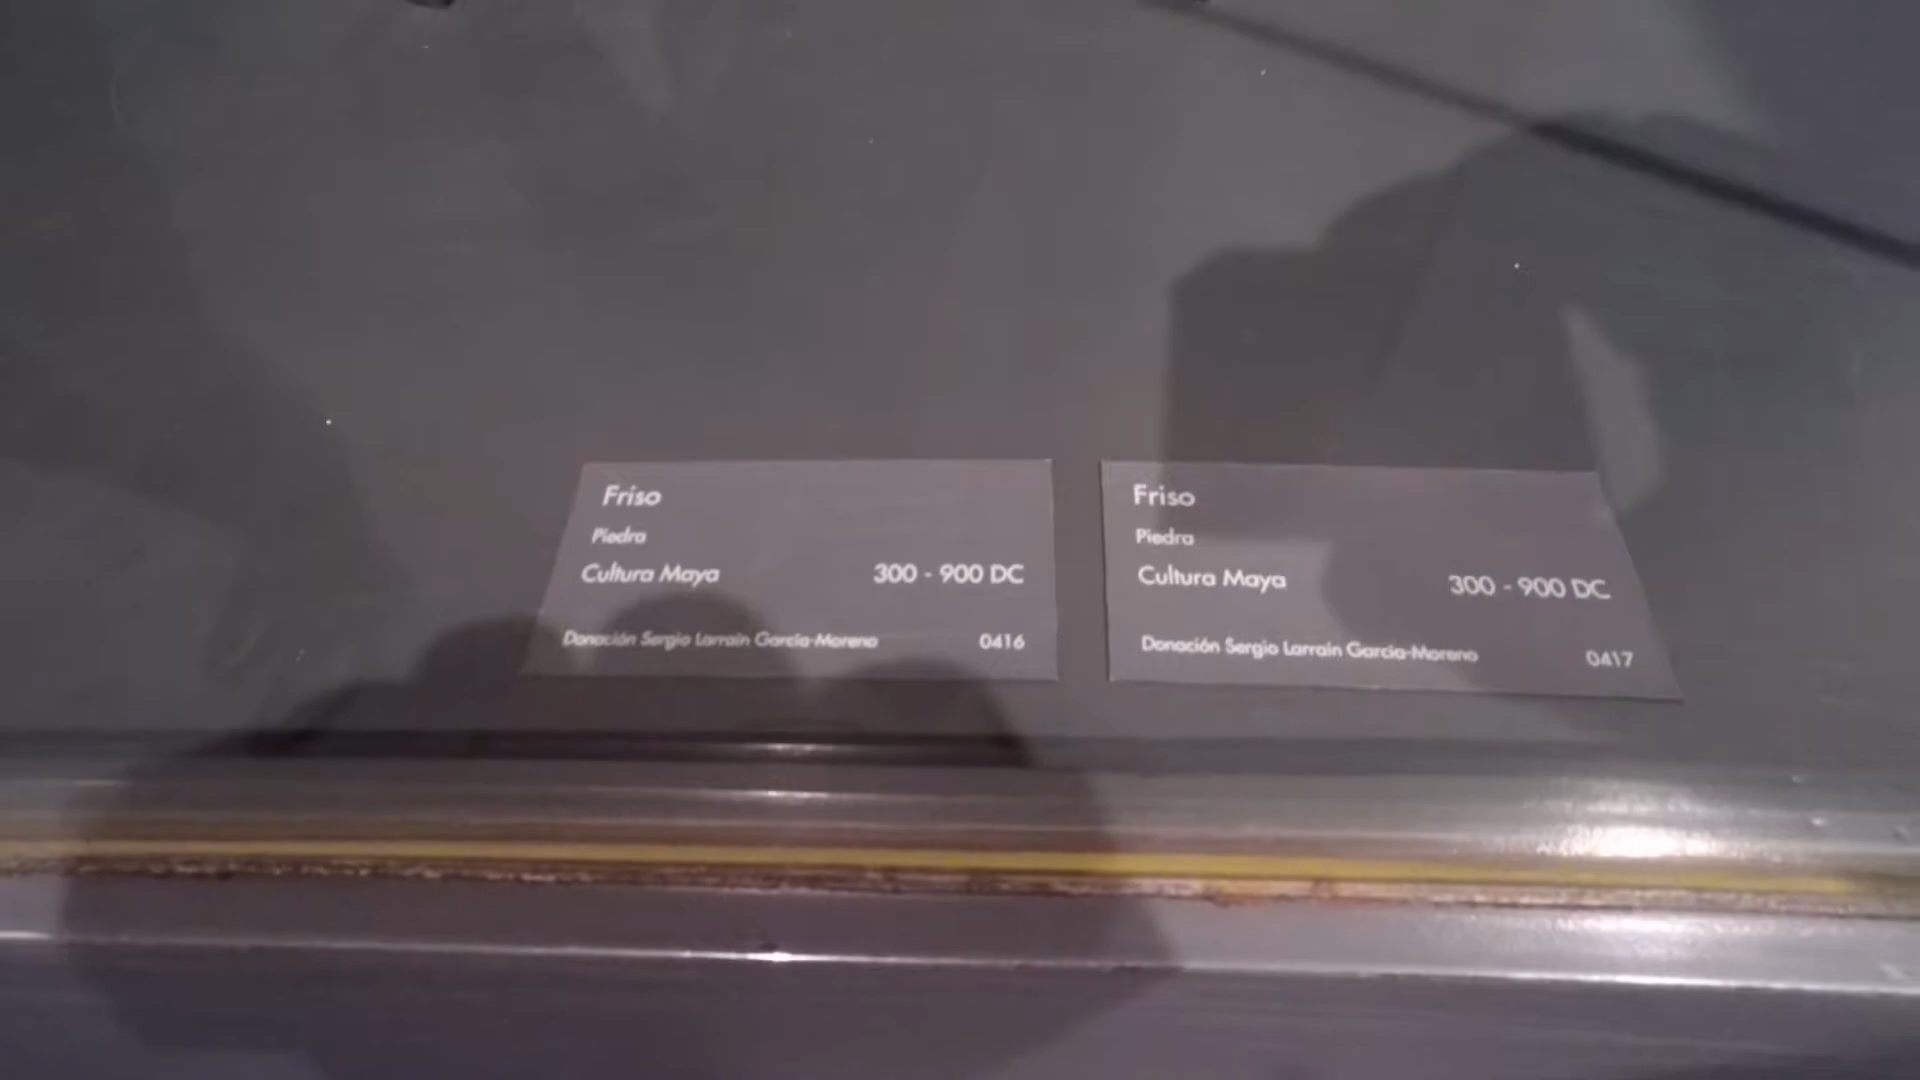 Friso
Piedra
Cultura Maya 300 - 900 DC
Donación Sergio Larraín García-Moreno 0416
Friso
Piedra
Cultura Maya 300 - 900 DC
Donación Sergio Larraín García-Moreno 0417